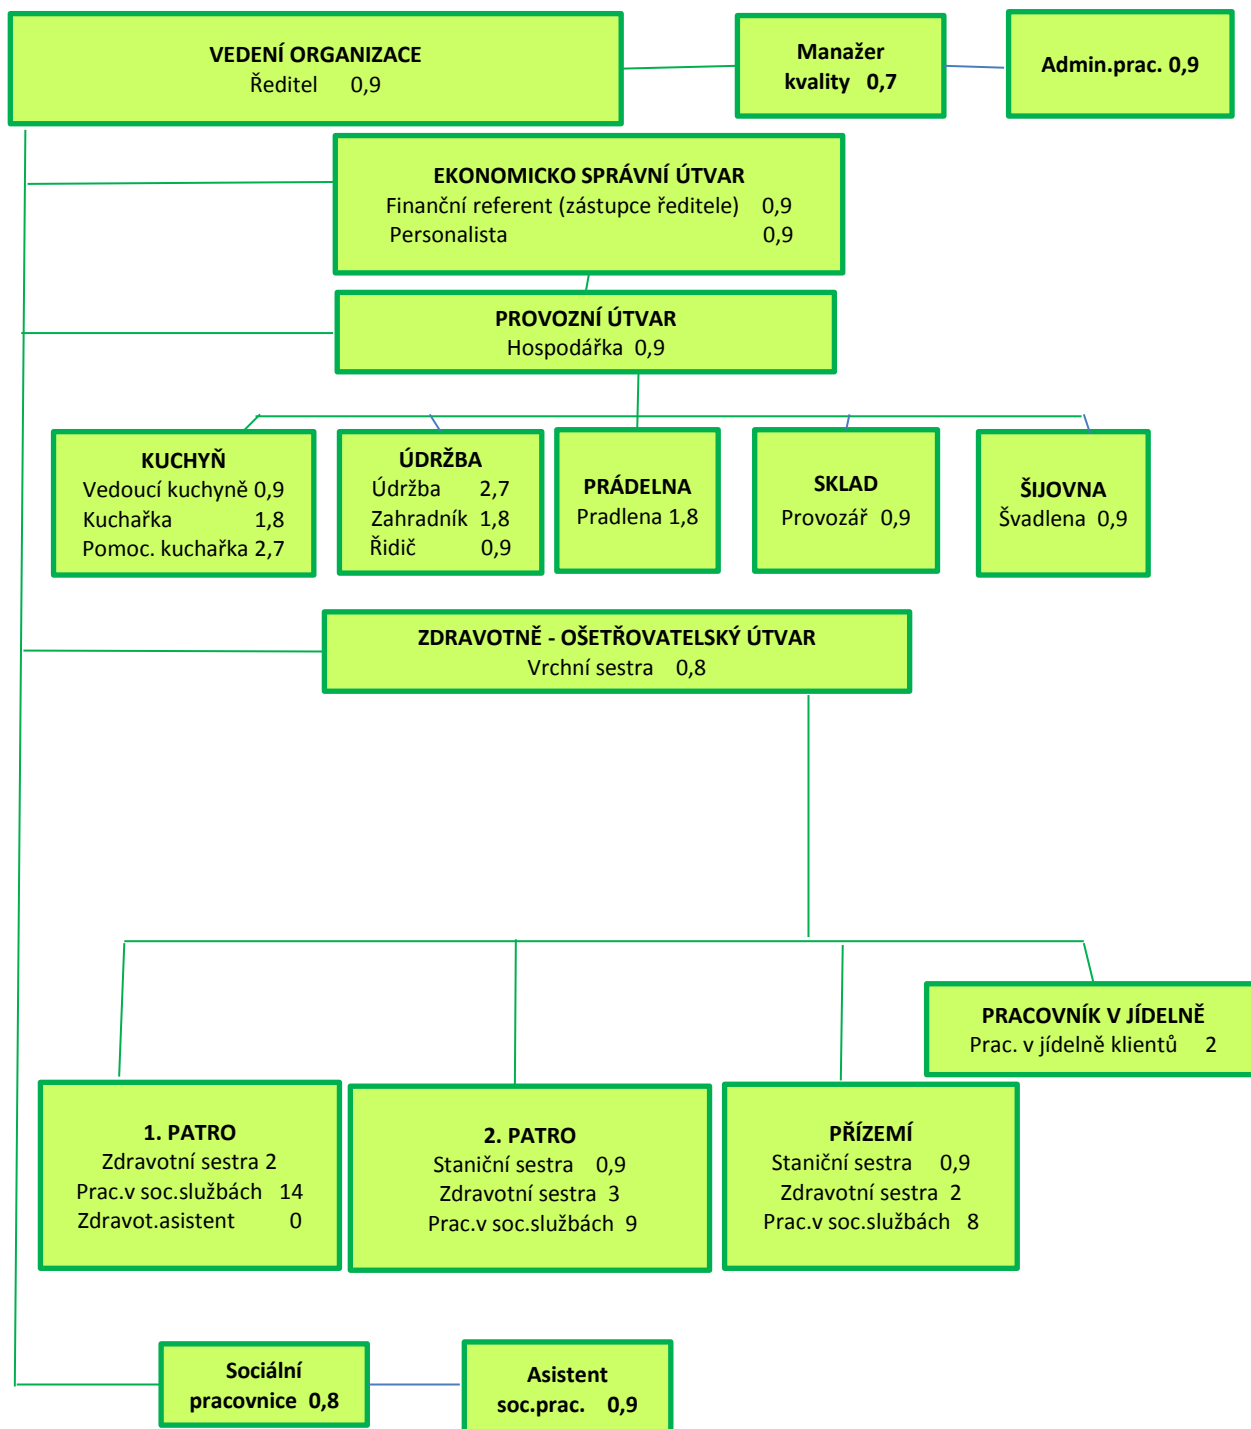 VEDENÍ ORGANIZACE
Ředitel 0,9
Manažer
kvality 0,7
Admin.prac. 0,9
EKONOMICKO SPRÁVNÍ ÚTVAR
Finanční referent (zástupce ředitele) 0,9
Personalista 0,9
PROVOZNÍ ÚTVAR
Hospodářka 0,9
KUCHYŇ
Vedoucí kuchyně 0,9
Kuchařka 1,8
Pomoc. kuchařka 2,7
ÚDRŽBA
Údržba 2,7
Zahradník 1,8
Řidič 0,9
PRÁDELNA
Pradlena 1,8
SKLAD
Provozář 0,9
ŠIJOVNA
Švadlena 0,9
ZDRAVOTNĚ - OŠETŘOVATELSKÝ ÚTVAR
Vrchní sestra 0,8
PRACOVNÍK V JÍDELNĚ
Prac. v jídelně klientů 2
1. PATRO
Zdravotní sestra 2
Prac.v soc.službách 14
Zdravot.asistent 0
2. PATRO
Staniční sestra 0,9
Zdravotní sestra 3
Prac.v soc.službách 9
PŘÍZEMÍ
Staniční sestra 0,9
Zdravotní sestra 2
Prac.v soc.službách 8
Sociální
pracovnice 0,8
Asistent
soc.prac. 0,9